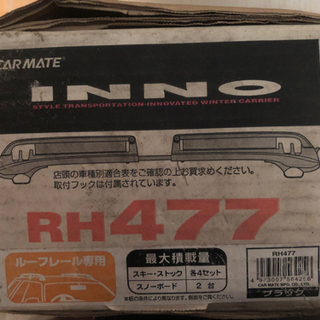 CAR MATE
INNO
STYLE TRANSPORTATION-INNOVATED WINTER CARRIER
店頭の車種別適合表をご確認の上お買求めください。
取付フックは付属されています。
RH477
ルーフレール専用
最大積載量
スキー・ストック 各4セット
スノーボード 2台
RH477
CAR MATE MFG. CO., LTD.
ブラック